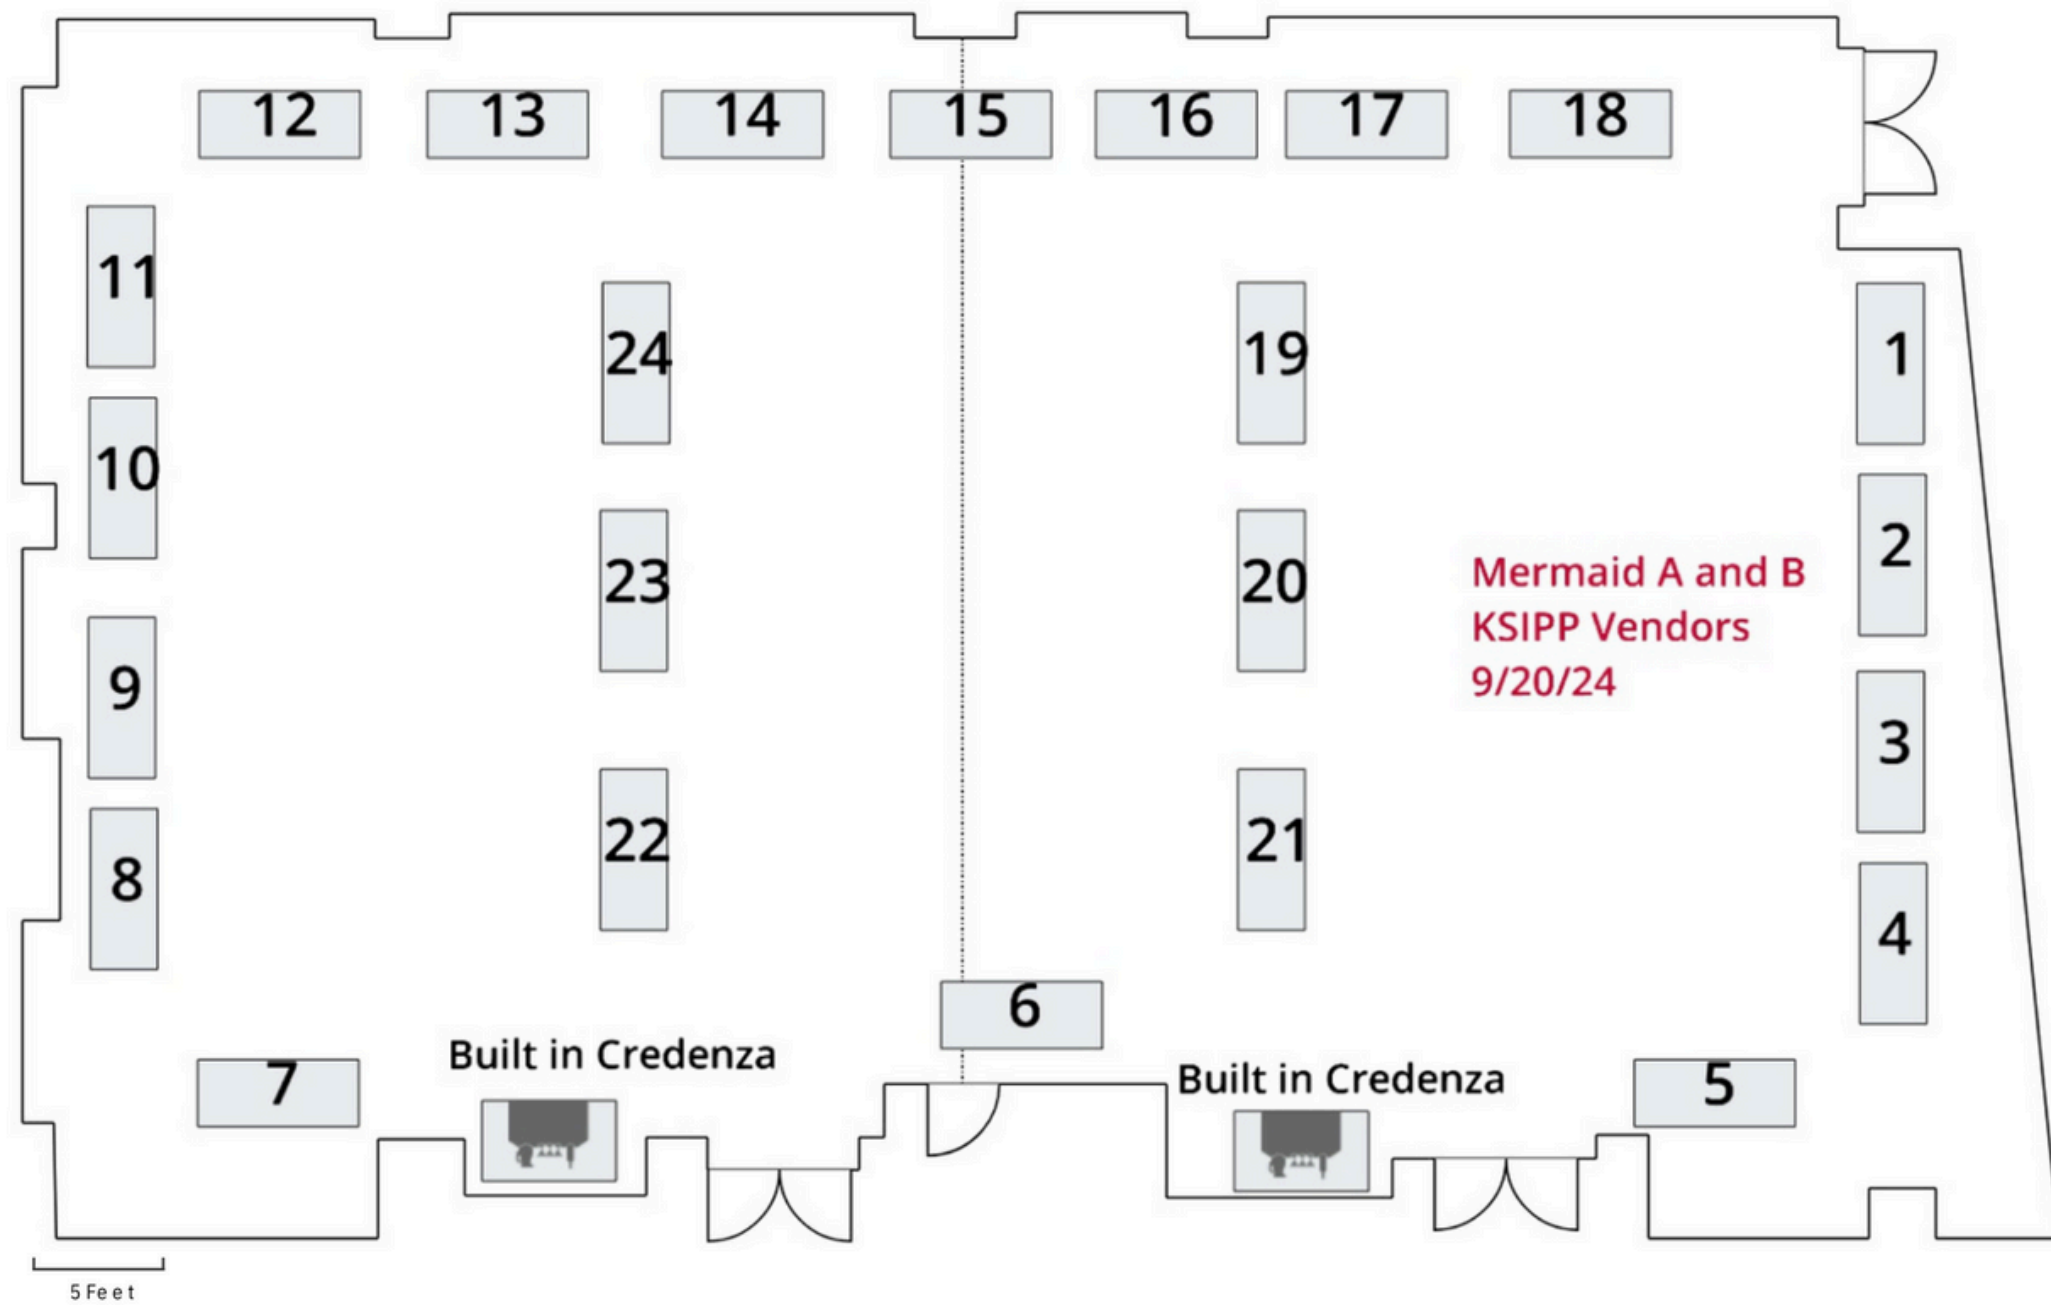 12 13 14 15 16 17 18
11
24 19 1
10
2
23 20
Mermaid A and B
KSIPP Vendors
9/20/24
9
3
22 21
8
4
6
Built in Credenza
Built in Credenza
7 5
5 Feet